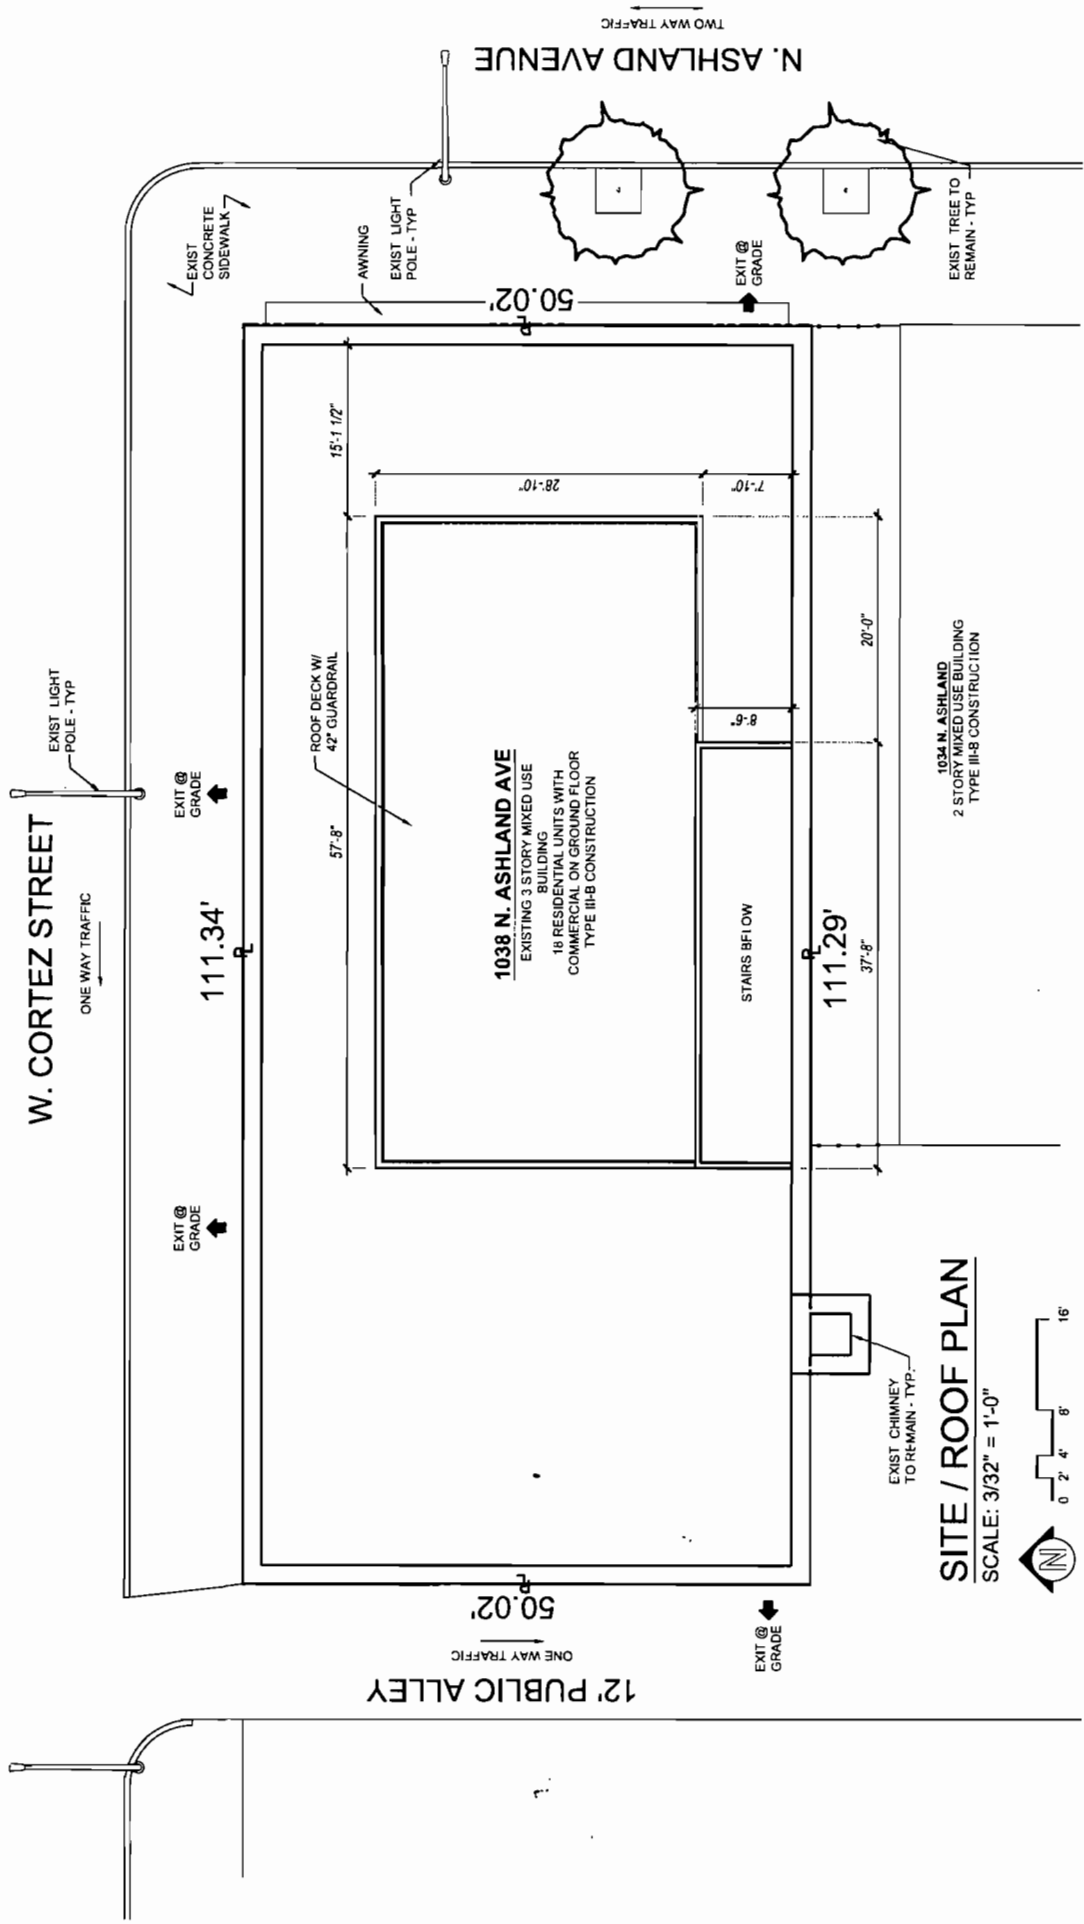 W. CORTEZ STREET
ONE WAY TRAFFIC
EXIST LIGHT
POLE - TYP
EXIT @
GRADE
EXIT @
GRADE
EXIST
CONCRETE
SIDEWALK
111.34'
AWNING
EXIST LIGHT
POLE - TYP
N. ASHLAND AVENUE
TWO WAY TRAFFIC
12' PUBLIC ALLEY
ONE WAY TRAFFIC
50.02'
50.02'
57'-8"
15'-1 1/2"
ROOF DECK W/
42" GUARDRAIL
28'-10"
7'-10"
1038 N. ASHLAND AVE
EXISTING 3 STORY MIXED USE
BUILDING
18 RESIDENTIAL UNITS WITH
COMMERCIAL ON GROUND FLOOR
TYPE III-B CONSTRUCTION
8'-6"
STAIRS BELOW
EXIT @
GRADE
EXIT @
GRADE
PL
PL
PL
PL
111.29'
37'-8"
20'-0"
EXIST TREE TO
REMAIN - TYP
1034 N. ASHLAND
2 STORY MIXED USE BUILDING
TYPE III-B CONSTRUCTION
EXIST CHIMNEY
TO REMAIN - TYP.
SITE / ROOF PLAN
SCALE: 3/32" = 1'-0"
N
0 2' 4' 8' 16'